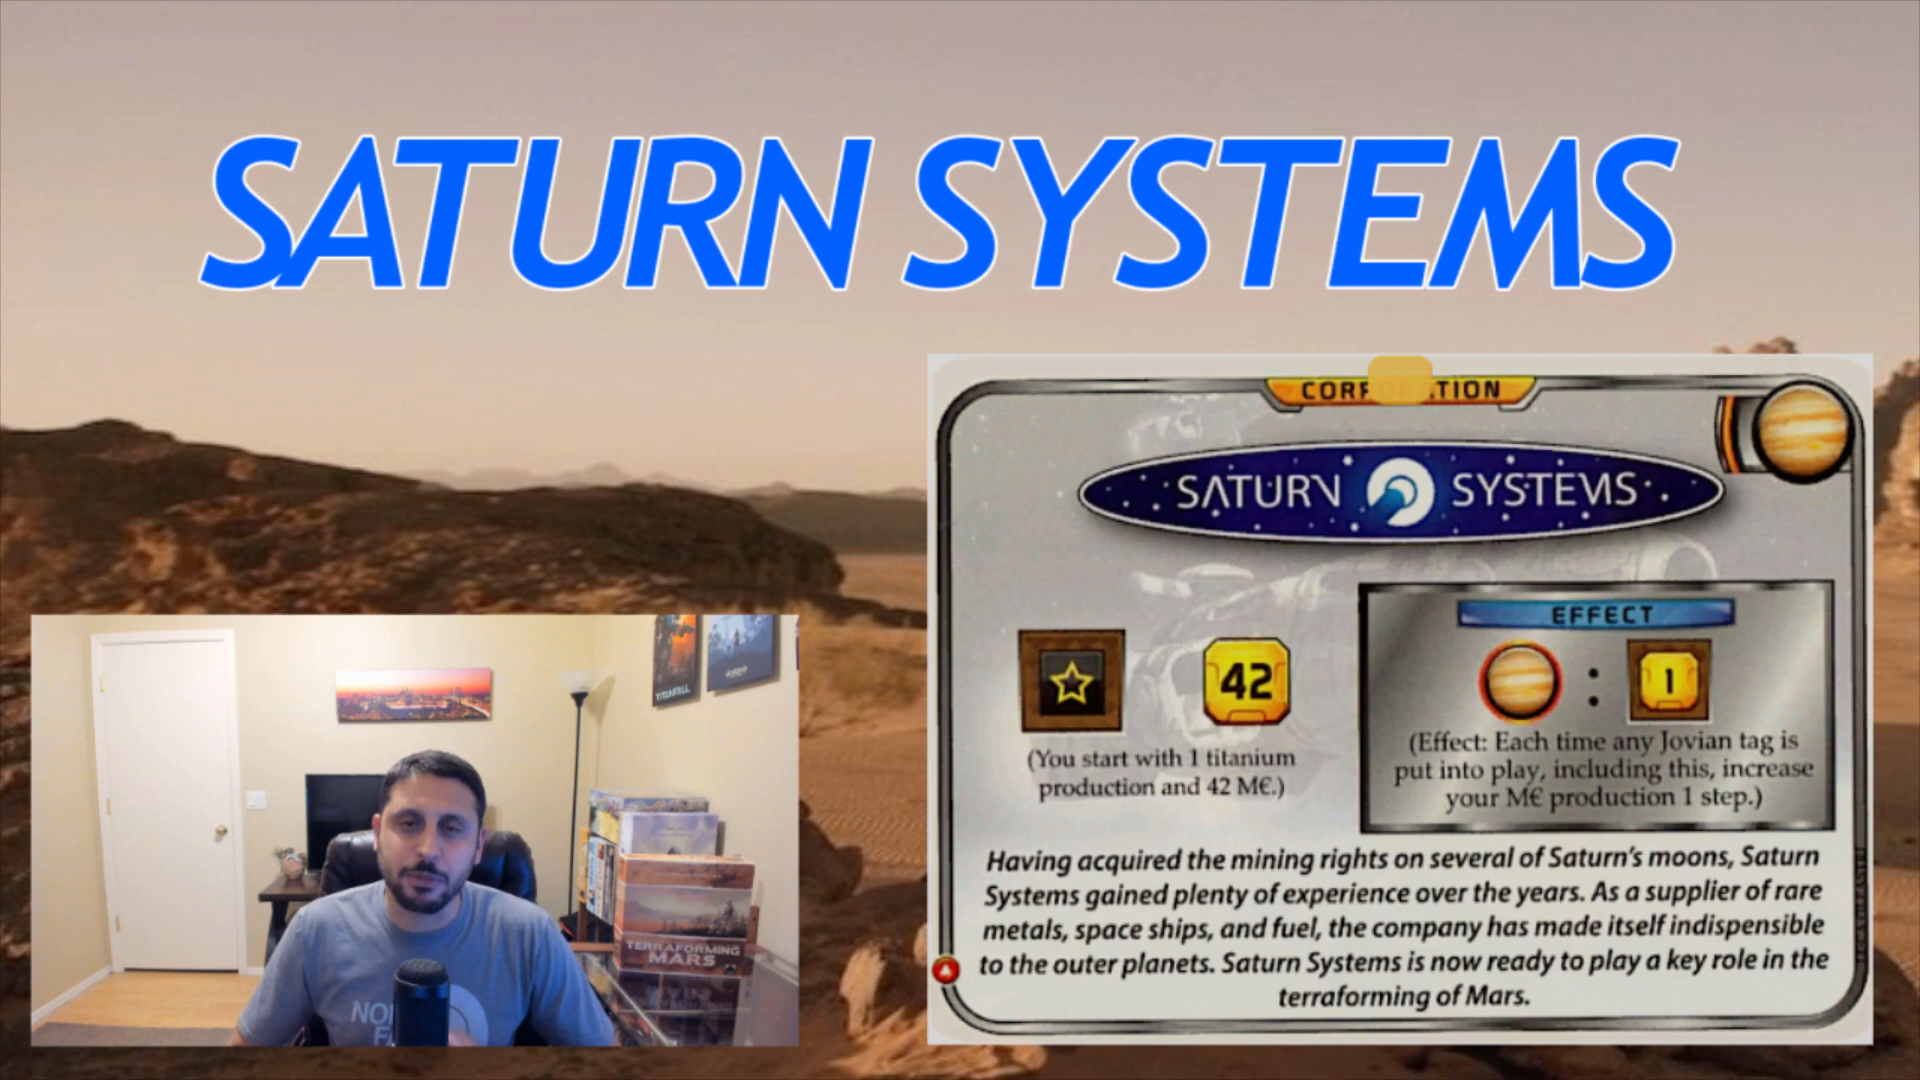 SATURN SYSTEMS
CORPORATION
SATURN SYSTEMS
EFFECT
42
1
(You start with 1 titanium
production and 42 M€.)
(Effect: Each time any Jovian tag is
put into play, including this, increase
your M€ production 1 step.)
Having acquired the mining rights on several of Saturn's moons, Saturn
Systems gained plenty of experience over the years. As a supplier of rare
metals, space ships, and fuel, the company has made itself indispensible
to the outer planets. Saturn Systems is now ready to play a key role in the
terraforming of Mars.
TITANFALL
TERRAFORMING
MARS